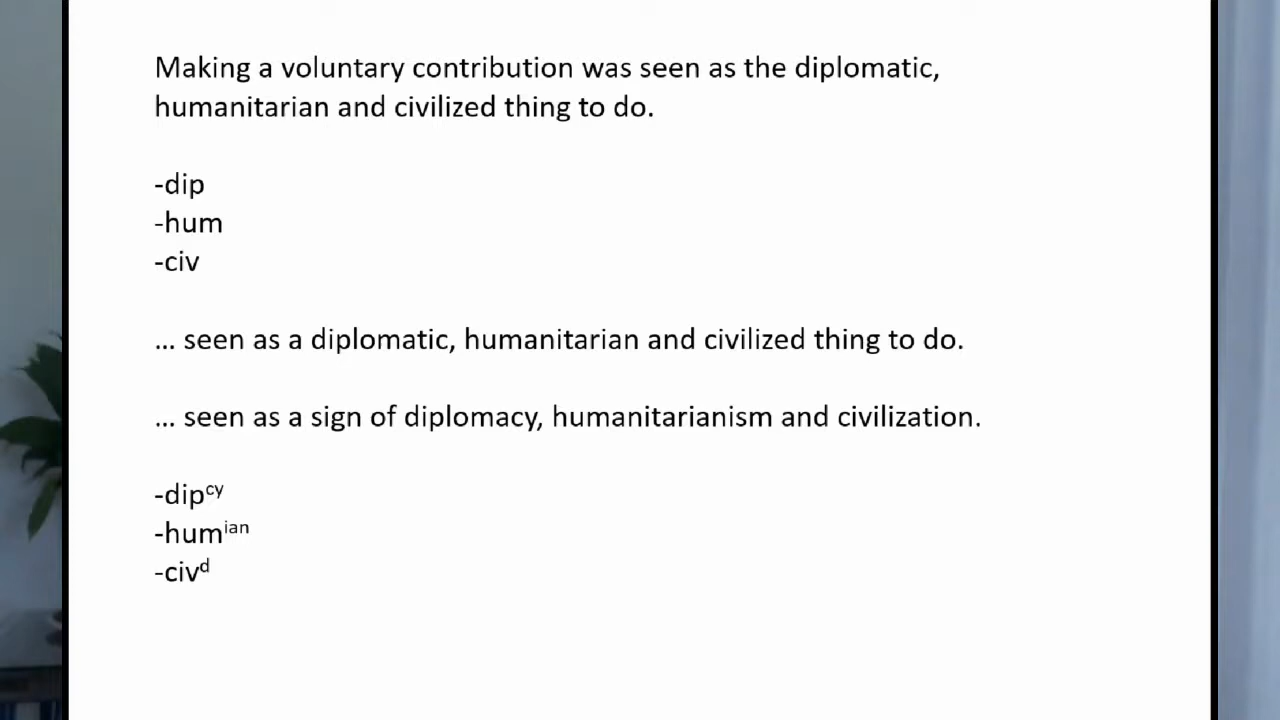 Making a voluntary contribution was seen as the diplomatic,
humanitarian and civilized thing to do.
-dip
-hum
-civ
... seen as a diplomatic, humanitarian and civilized thing to do.
... seen as a sign of diplomacy, humanitarianism and civilization.
-dipᶜʸ
-humⁱᵃⁿ
-civᵈ